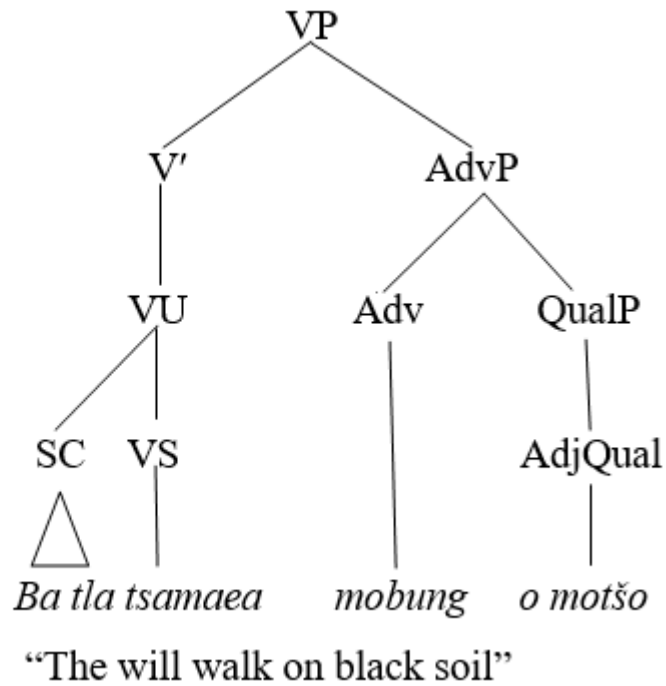 VP
V′ AdvP
VU Adv QualP
SC VS AdjQual
Ba tla tsamaea mobung o motšo
“The will walk on black soil”